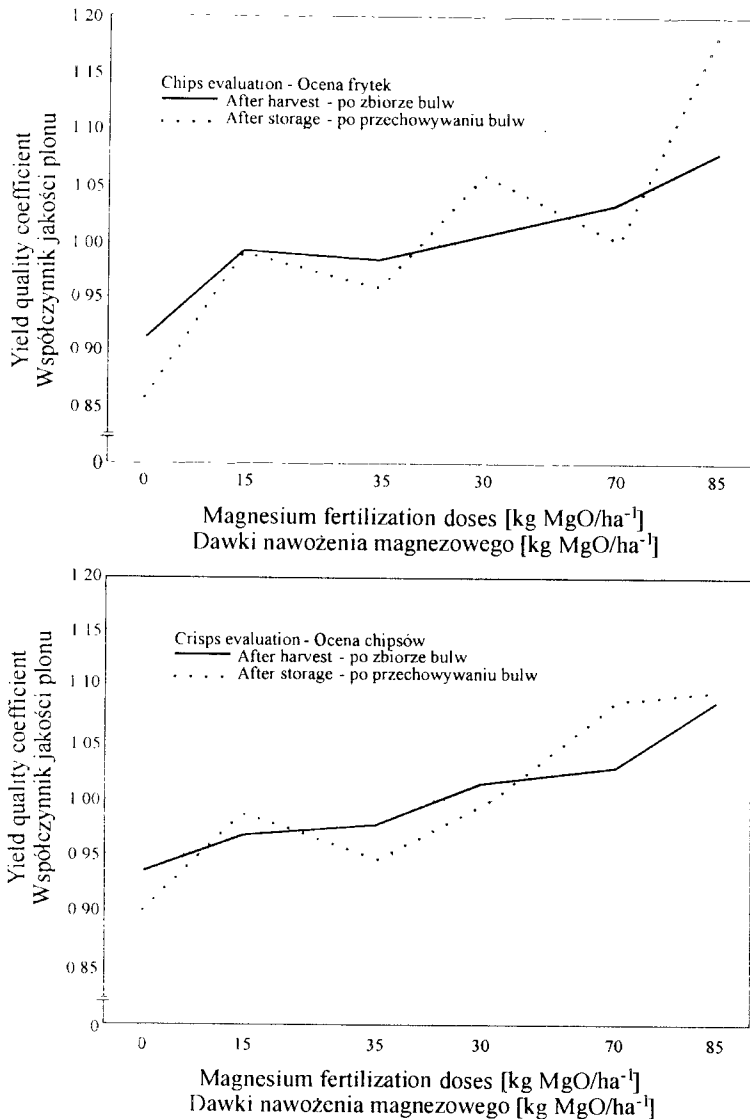 1 20
1 15
1 10
1 05
1 00
0 95
0 90
0 85
0
Yield quality coefficient
Współczynnik jakości plonu
Chips evaluation - Ocena frytek
After harvest - po zbiorze bulw
After storage - po przechowywaniu bulw
0 15 35 30 70 85
Magnesium fertilization doses [kg MgO/ha⁻¹]
Dawki nawożenia magnezowego [kg MgO/ha⁻¹]
1 20
1 15
1 10
1 05
1 00
0 95
0 90
0 85
0
Yield quality coefficient
Współczynnik jakości plonu
Crisps evaluation - Ocena chipsów
After harvest - po zbiorze bulw
After storage - po przechowywaniu bulw
0 15 35 30 70 85
Magnesium fertilization doses [kg MgO/ha⁻¹]
Dawki nawożenia magnezowego [kg MgO/ha⁻¹]